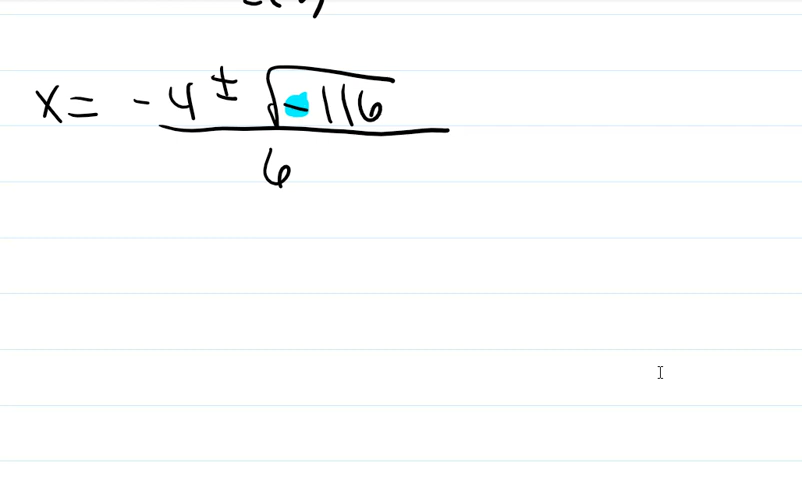 x = -4 ± √-116
6